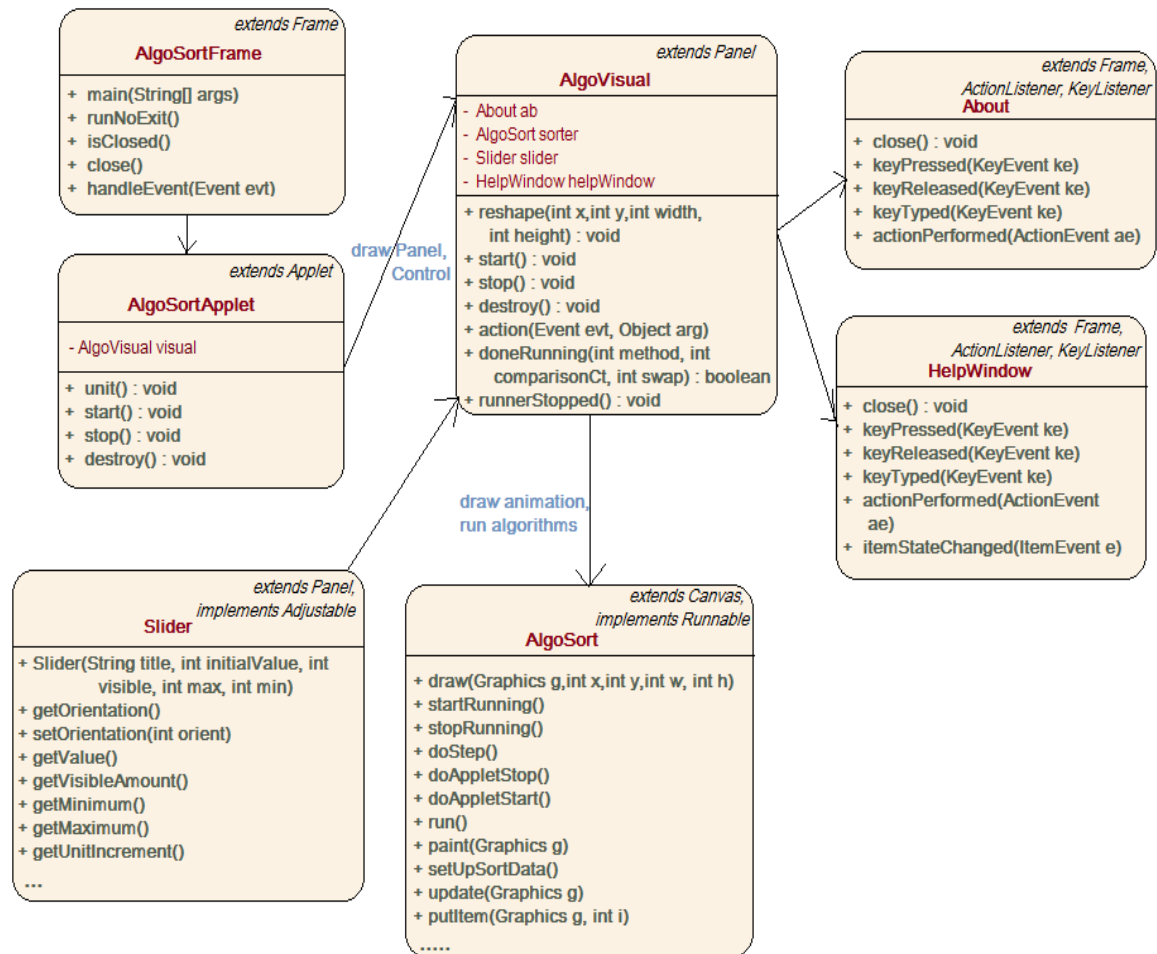 extends Frame
AlgoSortFrame
+ main(String[] args)
+ runNoExit()
+ isClosed()
+ close()
+ handleEvent(Event evt)
extends Applet
AlgoSortApplet
- AlgoVisual visual
+ unit() : void
+ start() : void
+ stop() : void
+ destroy() : void
draw Panel,
Control
extends Panel
AlgoVisual
- About ab
- AlgoSort sorter
- Slider slider
- HelpWindow helpWindow
+ reshape(int x,int y,int width,
int height) : void
+ start() : void
+ stop() : void
+ destroy() : void
+ action(Event evt, Object arg)
+ doneRunning(int method, int
comparisonCt, int swap) : boolean
+ runnerStopped() : void
extends Frame,
ActionListener, KeyListener
About
+ close() : void
+ keyPressed(KeyEvent ke)
+ keyReleased(KeyEvent ke)
+ keyTyped(KeyEvent ke)
+ actionPerformed(ActionEvent ae)
extends Frame,
ActionListener, KeyListener
HelpWindow
+ close() : void
+ keyPressed(KeyEvent ke)
+ keyReleased(KeyEvent ke)
+ keyTyped(KeyEvent ke)
+ actionPerformed(ActionEvent
ae)
+ itemStateChanged(ItemEvent e)
draw animation,
run algorithms
extends Panel,
implements Adjustable
Slider
+ Slider(String title, int initialValue, int
visible, int max, int min)
+ getOrientation()
+ setOrientation(int orient)
+ getValue()
+ getVisibleAmount()
+ getMinimum()
+ getMaximum()
+ getUnitIncrement()
...
extends Canvas,
implements Runnable
AlgoSort
+ draw(Graphics g,int x,int y,int w, int h)
+ startRunning()
+ stopRunning()
+ doStep()
+ doAppletStop()
+ doAppletStart()
+ run()
+ paint(Graphics g)
+ setUpSortData()
+ update(Graphics g)
+ putItem(Graphics g, int i)
.....